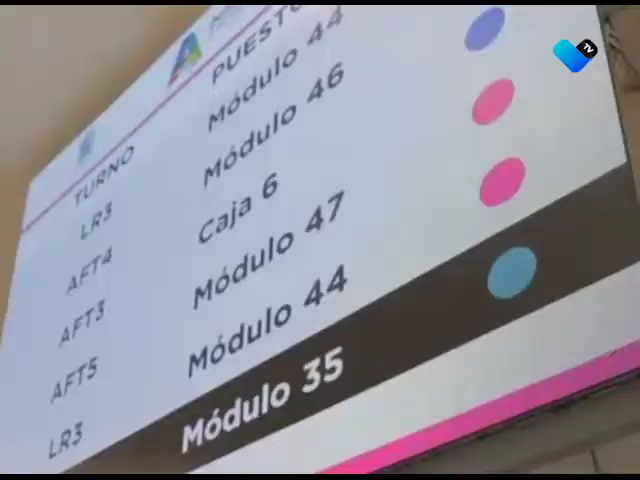 TURNO PUESTO
LR3 Módulo 44
AFT4 Módulo 46
AFT3 Caja 6
AFT5 Módulo 47
LR3 Módulo 44
Módulo 35
TV